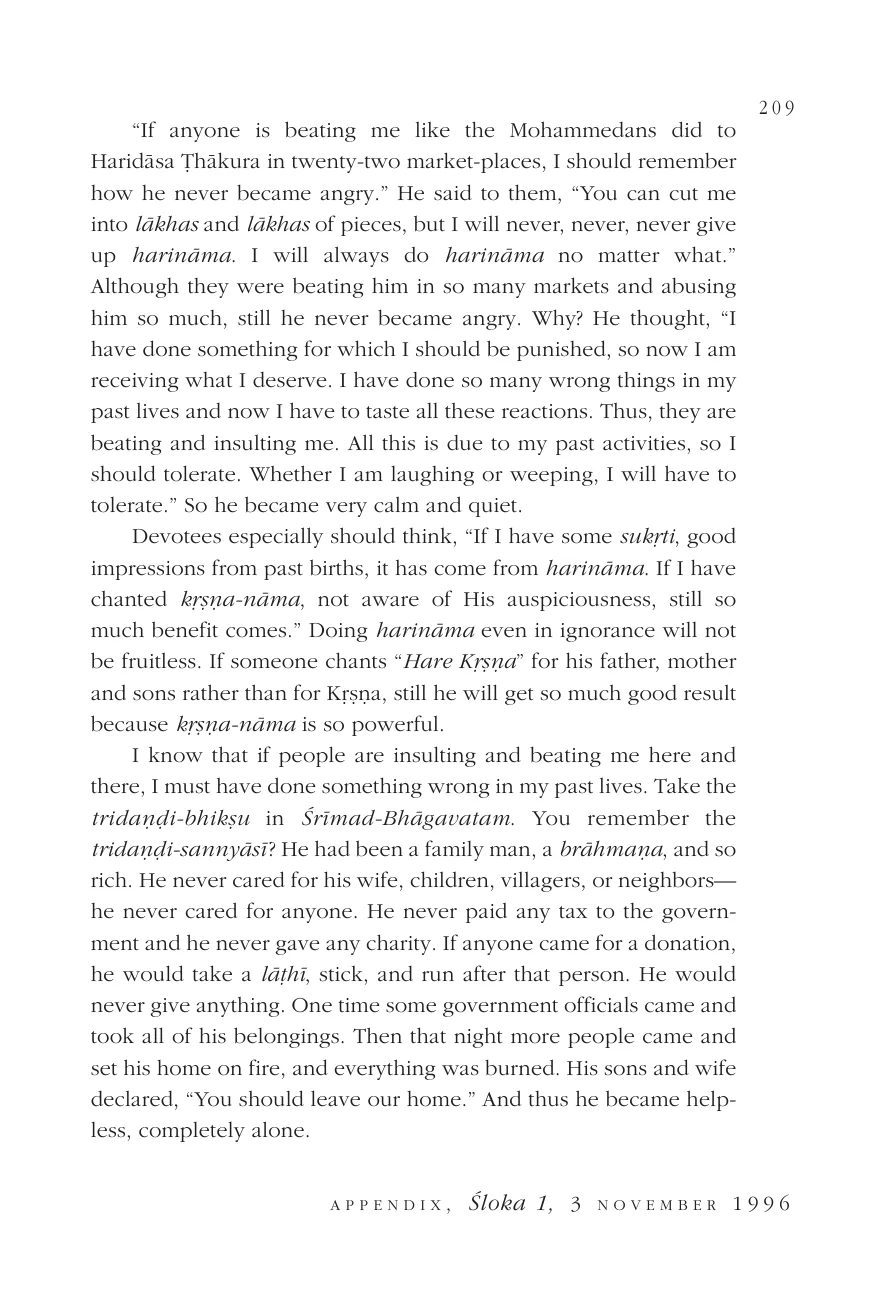 209
“If anyone is beating me like the Mohammedans did to
Haridāsa Ṭhākura in twenty-two market-places, I should remember
how he never became angry.” He said to them, “You can cut me
into lākhas and lākhas of pieces, but I will never, never, never give
up harināma. I will always do harināma no matter what.”
Although they were beating him in so many markets and abusing
him so much, still he never became angry. Why? He thought, “I
have done something for which I should be punished, so now I am
receiving what I deserve. I have done so many wrong things in my
past lives and now I have to taste all these reactions. Thus, they are
beating and insulting me. All this is due to my past activities, so I
should tolerate. Whether I am laughing or weeping, I will have to
tolerate.” So he became very calm and quiet.
Devotees especially should think, “If I have some sukṛti, good
impressions from past births, it has come from harināma. If I have
chanted kṛṣṇa-nāma, not aware of His auspiciousness, still so
much benefit comes.” Doing harināma even in ignorance will not
be fruitless. If someone chants “Hare Kṛṣṇa” for his father, mother
and sons rather than for Kṛṣṇa, still he will get so much good result
because kṛṣṇa-nāma is so powerful.
I know that if people are insulting and beating me here and
there, I must have done something wrong in my past lives. Take the
tridaṇḍi-bhikṣu in Śrīmad-Bhāgavatam. You remember the
tridaṇḍi-sannyāsī? He had been a family man, a brāhmaṇa, and so
rich. He never cared for his wife, children, villagers, or neighbors—
he never cared for anyone. He never paid any tax to the govern-
ment and he never gave any charity. If anyone came for a donation,
he would take a lāṭhī, stick, and run after that person. He would
never give anything. One time some government officials came and
took all of his belongings. Then that night more people came and
set his home on fire, and everything was burned. His sons and wife
declared, “You should leave our home.” And thus he became help-
less, completely alone.
APPENDIX, Śloka 1, 3 NOVEMBER 1996